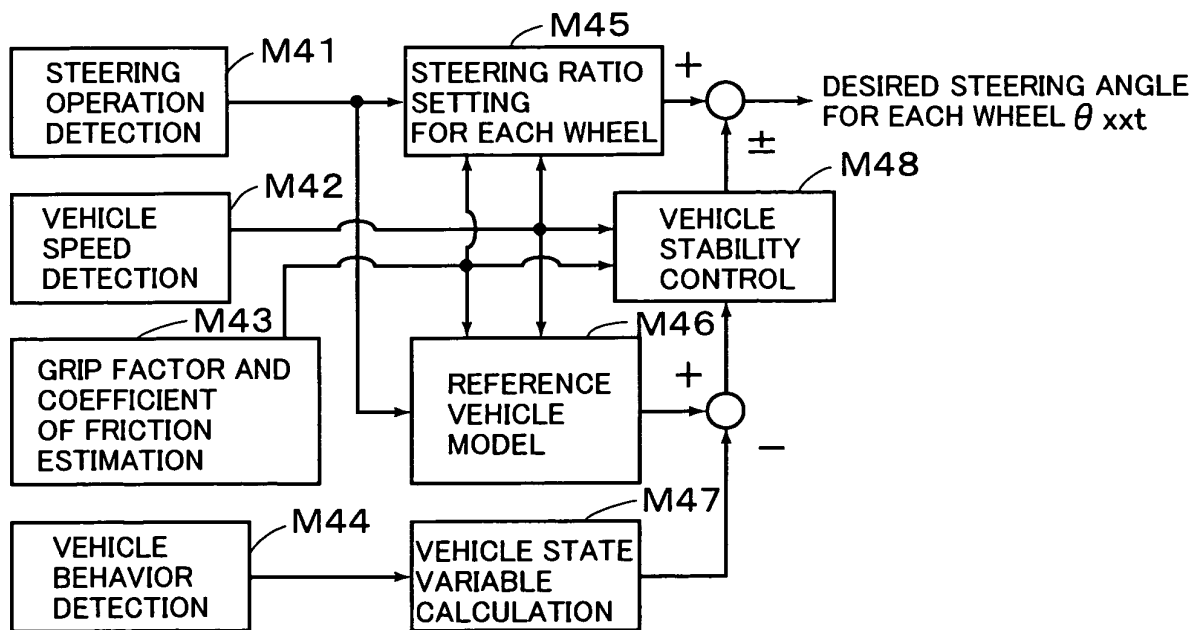 M41
STEERING
OPERATION
DETECTION
M45
STEERING RATIO
SETTING
FOR EACH WHEEL
+
±
DESIRED STEERING ANGLE
FOR EACH WHEEL θ xxt
M42
VEHICLE
SPEED
DETECTION
M48
VEHICLE
STABILITY
CONTROL
M43
GRIP FACTOR AND
COEFFICIENT
OF FRICTION
ESTIMATION
M46
REFERENCE
VEHICLE
MODEL
+
−
M44
VEHICLE
BEHAVIOR
DETECTION
M47
VEHICLE STATE
VARIABLE
CALCULATION